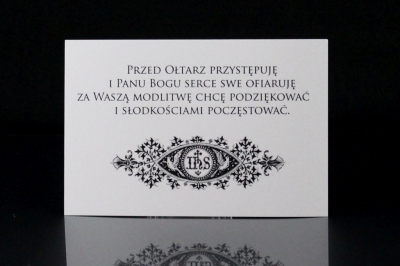 Przed Ołtarz przystępuję
i Panu Bogu serce swe ofiaruję
za Waszą modlitwę chcę podziękować
i słodkościami poczęstować.
IHS